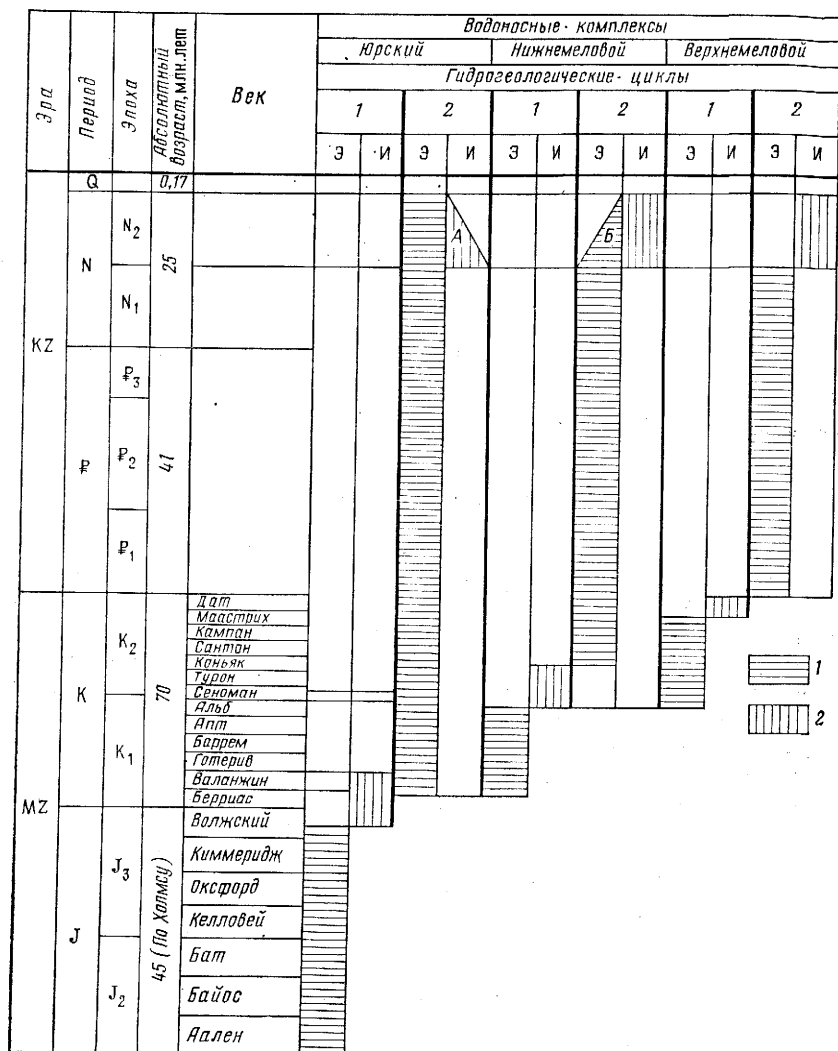 Водоносные комплексы
Юрский Нижнемеловой Верхнемеловой
Гидрогеологические циклы
Эра Период Эпоха Абсолютный возраст, млн. лет Век
1 2 1 2 1 2
Э И Э И Э И Э И Э И Э И
Q 0,17
N₂ А Б
N 25
N₁
KZ
₽₃
₽ ₽₂ 41
₽₁
Дат
Маастрих
Кампан
K₂ Сантон
Коньяк
Турон
1
K 70 Сеноман
Альб
2
Апт
K₁ Баррем
Готерив
Валанжин
MZ Берриас
Волжский
J₃ Киммеридж
45 (По Холмсу)
Оксфорд
Келловей
J Бат
J₂ Байос
Аален